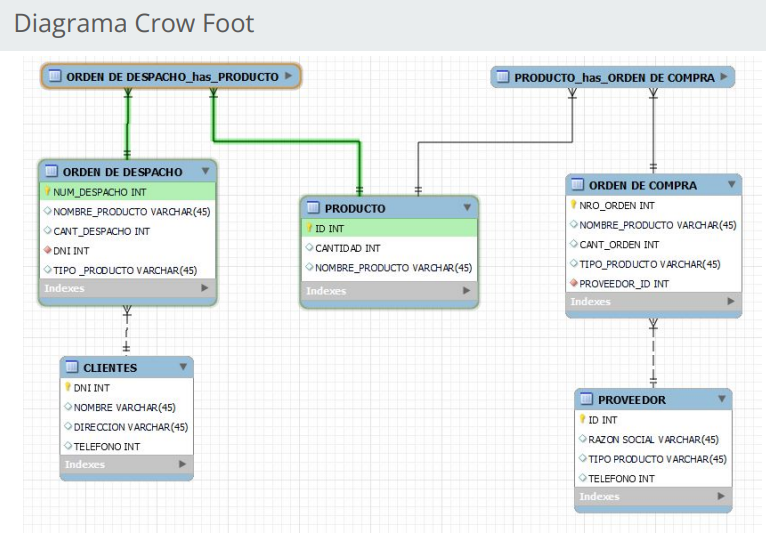 Diagrama Crow Foot
ORDEN DE DESPACHO_has_PRODUCTO
PRODUCTO_has_ORDEN DE COMPRA
ORDEN DE DESPACHO
NUM_DESPACHO INT
NOMBRE_PRODUCTO VARCHAR(45)
CANT_DESPACHO INT
DNI INT
TIPO _PRODUCTO VARCHAR(45)
Indexes
PRODUCTO
ID INT
CANTIDAD INT
NOMBRE_PRODUCTO VARCHAR(45)
Indexes
ORDEN DE COMPRA
NRO_ORDEN INT
NOMBRE_PRODUCTO VARCHAR(45)
CANT_ORDEN INT
TIPO_PRODUCTO VARCHAR(45)
PROVEEDOR_ID INT
Indexes
CLIENTES
DNI INT
NOMBRE VARCHAR(45)
DIRECCION VARCHAR(45)
TELEFONO INT
Indexes
PROVEEDOR
ID INT
RAZON SOCIAL VARCHAR(45)
TIPO PRODUCTO VARCHAR(45)
TELEFONO INT
Indexes